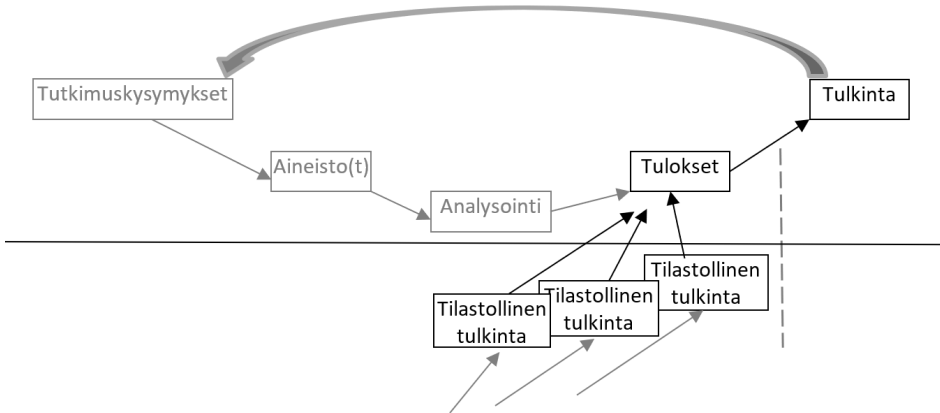 Tutkimuskysymykset
Tulkinta
Aineisto(t)
Tulokset
Analysointi
Tilastollinen
tulkinta
Tilastollinen
tulkinta
Tilastollinen
tulkinta